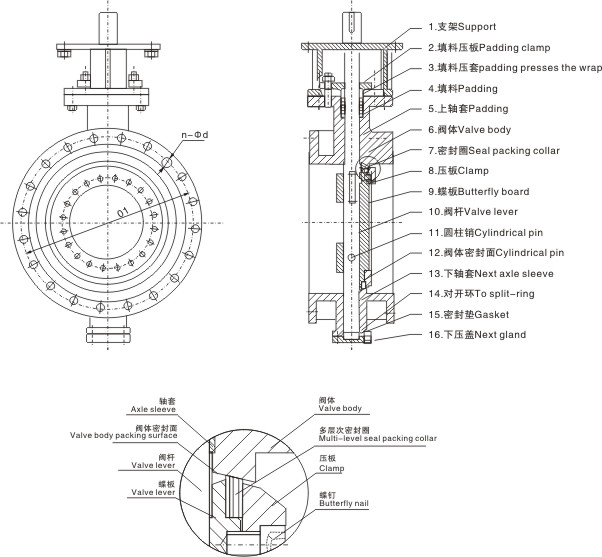 1.支架Support
2.填料压板Padding clamp
3.填料压套padding presses the wrap
4.填料Padding
5.上轴套Padding
6.阀体Valve body
7.密封圈Seal packing collar
8.压板Clamp
9.蝶板Butterfly board
10.阀杆Valve lever
11.圆柱销Cylindrical pin
12.阀体密封面Cylindrical pin
13.下轴套Next axle sleeve
14.对开环To split-ring
15.密封垫Gasket
16.下压盖Next gland
n-Φd
O1
轴套
Axle sleeve
阀体密封面
Valve body packing surface
阀杆
Valve lever
蝶板
Valve lever
阀体
Valve body
多层次密封圈
Multi-level seal packing collar
压板
Clamp
螺钉
Butterfly nail